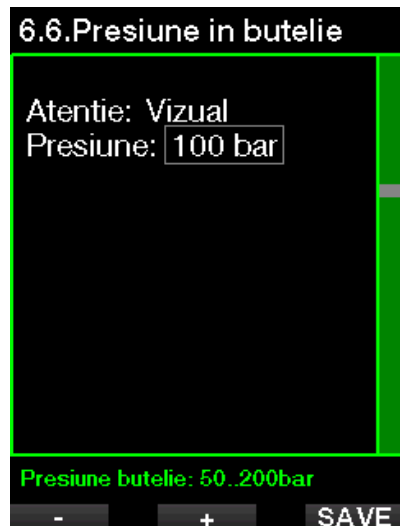 6.6.Presiune in butelie
Atentie: Vizual
Presiune: 100 bar
Presiune butelie: 50..200bar
- + SAVE